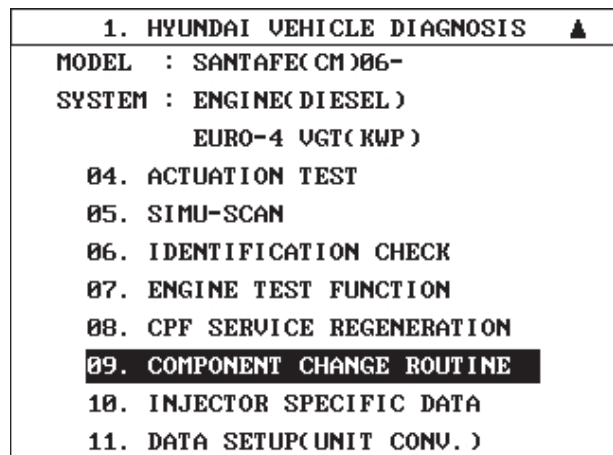 1. HYUNDAI VEHICLE DIAGNOSIS ▲
MODEL : SANTAFE(CM)06-
SYSTEM : ENGINE(DIESEL)
EURO-4 VGT(KWP)
04. ACTUATION TEST
05. SIMU-SCAN
06. IDENTIFICATION CHECK
07. ENGINE TEST FUNCTION
08. CPF SERVICE REGENERATION
09. COMPONENT CHANGE ROUTINE
10. INJECTOR SPECIFIC DATA
11. DATA SETUP(UNIT CONV.)